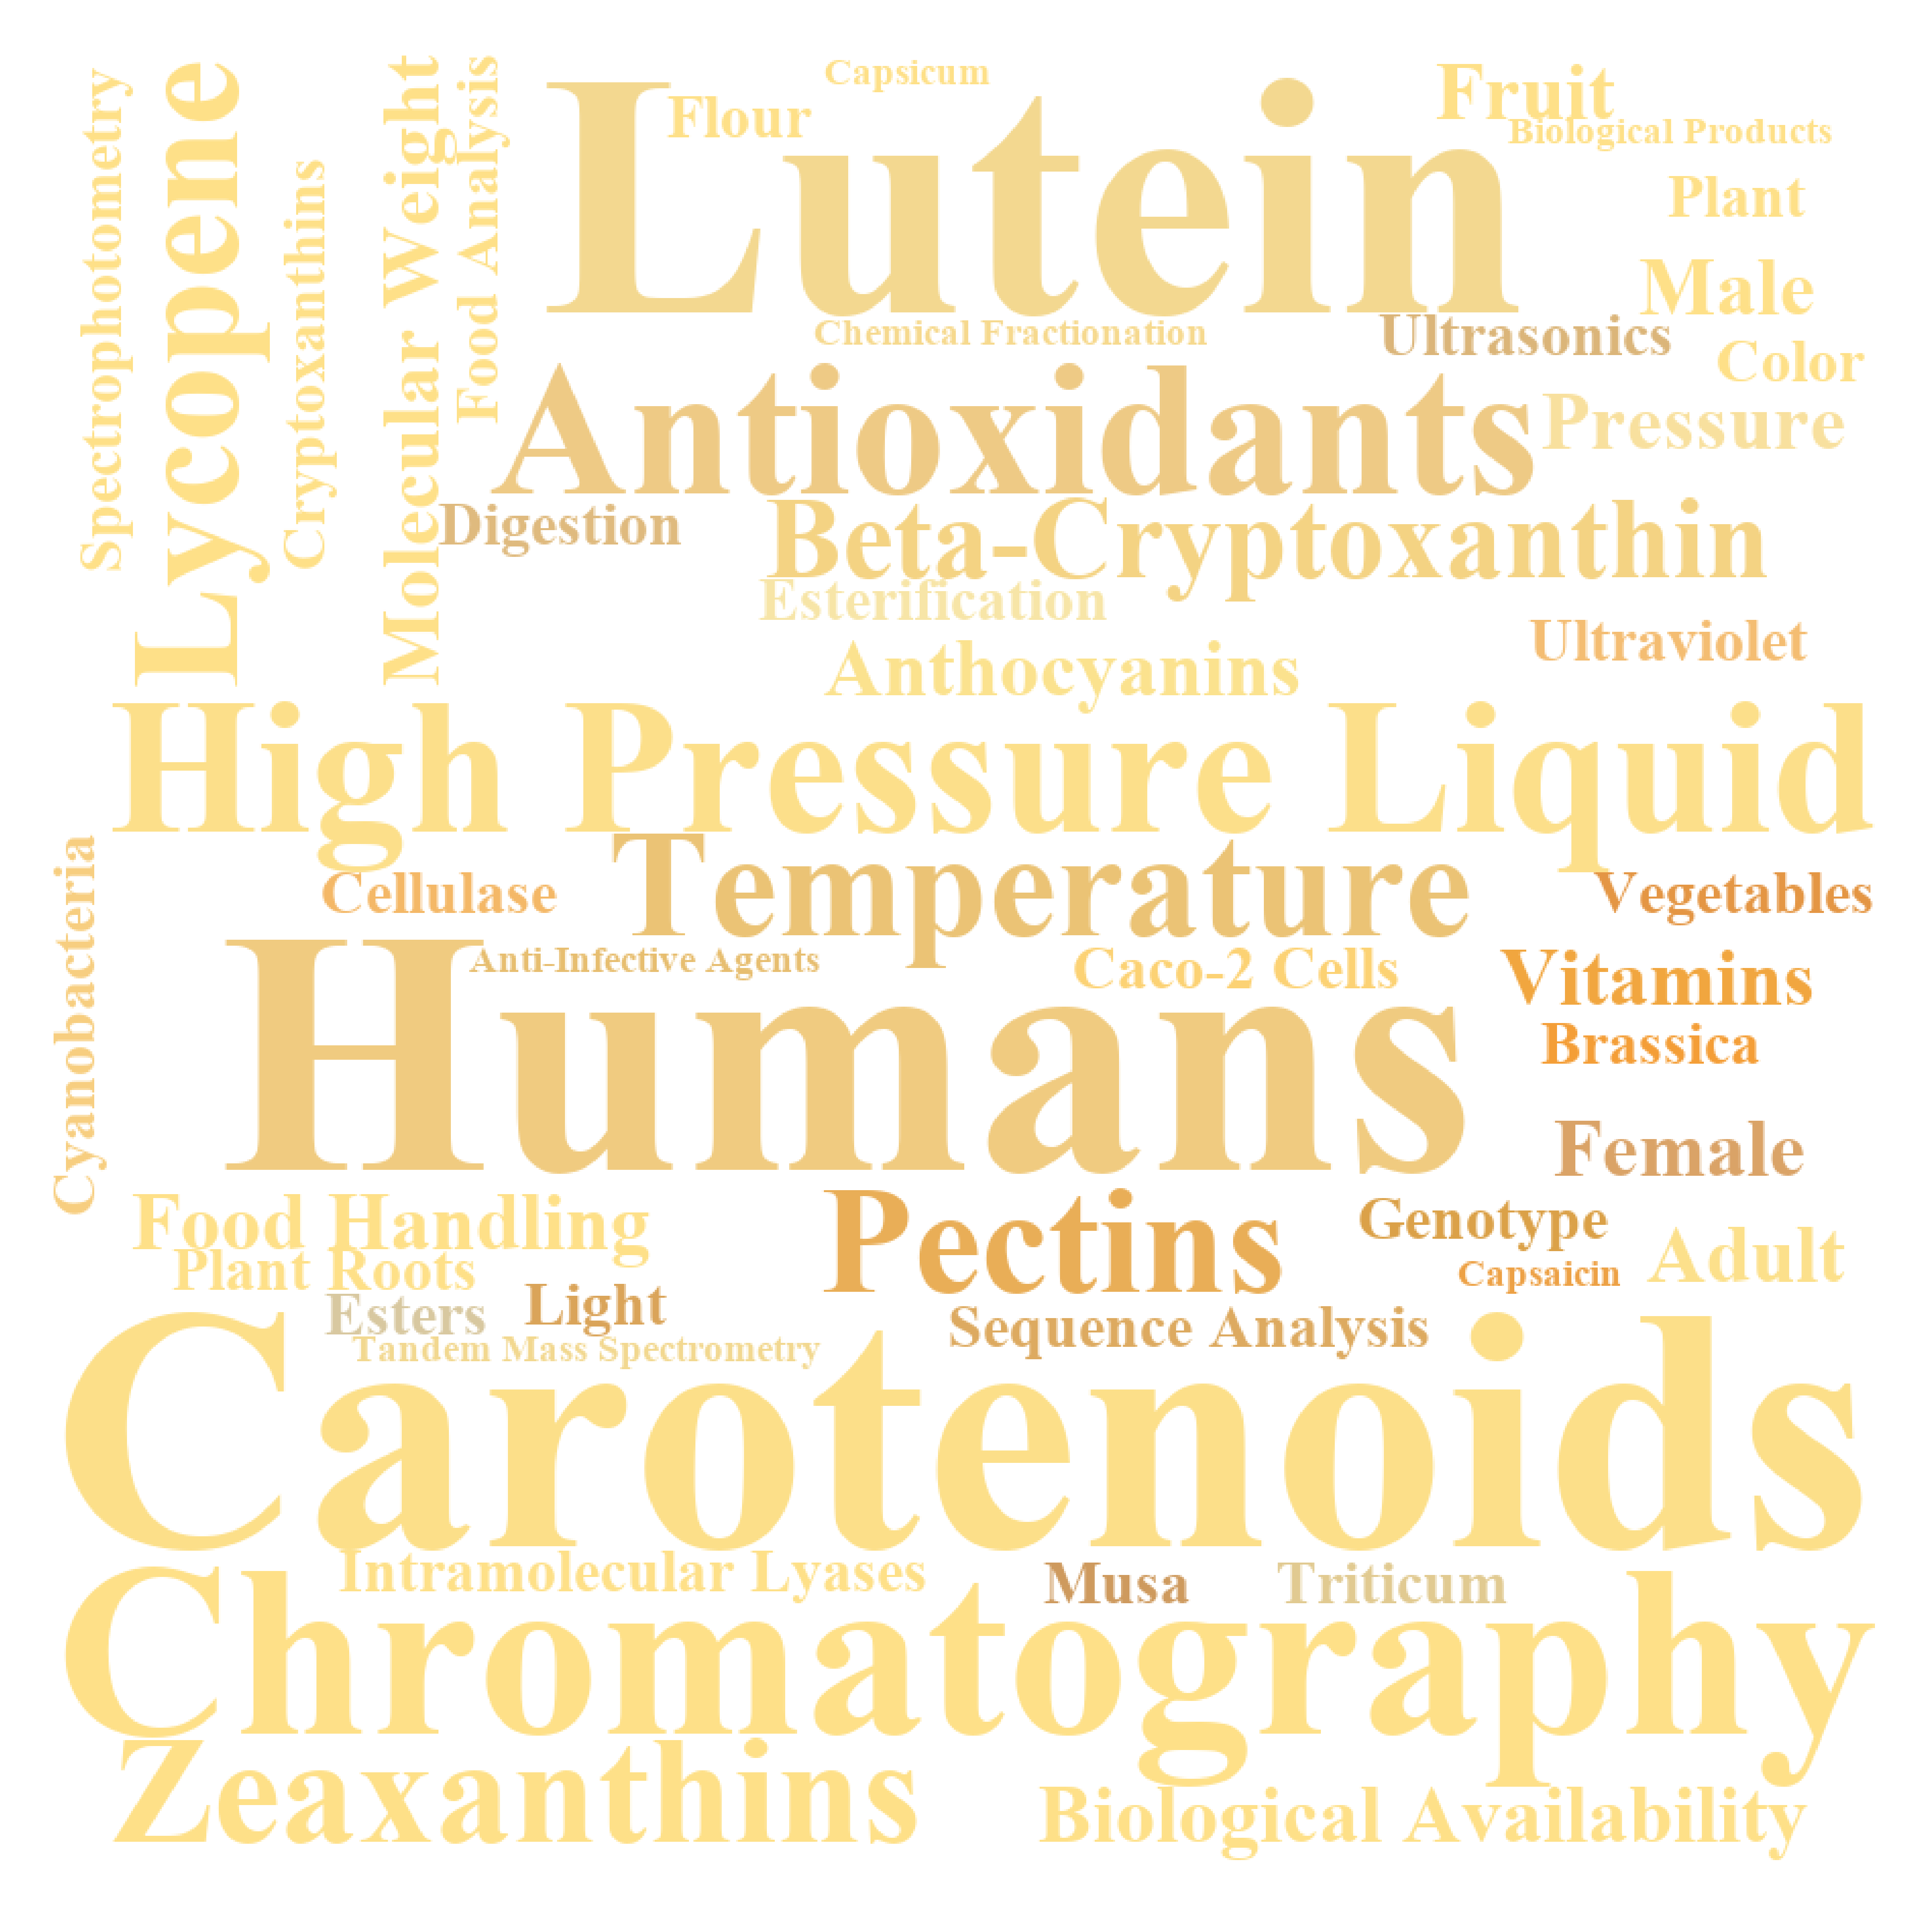 Spectrophotometry
Lycopene
Cryptoxanthins
Molecular Weight
Food Analysis
Capsicum
Flour
Lutein
Fruit
Biological Products
Plant
Male
Chemical Fractionation
Ultrasonics
Color
Antioxidants
Pressure
Digestion
Beta-Cryptoxanthin
Esterification
Ultraviolet
Anthocyanins
High Pressure Liquid
Cyanobacteria
Cellulase
Temperature
Vegetables
Anti-Infective Agents
Caco-2 Cells
Vitamins
Humans
Brassica
Female
Food Handling
Pectins
Genotype
Adult
Plant Roots
Capsaicin
Esters
Light
Sequence Analysis
Tandem Mass Spectrometry
Carotenoids
Intramolecular Lyases
Musa
Triticum
Chromatography
Zeaxanthins
Biological Availability